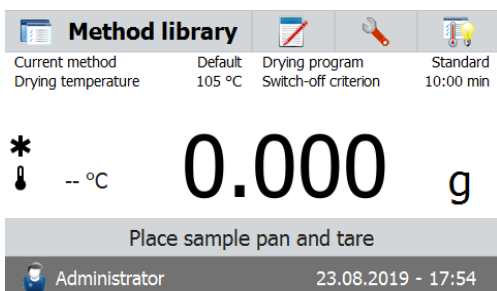 Method library
Current method Default Drying program Standard
Drying temperature 105 °C Switch-off criterion 10:00 min
-- °C 0.000 g
Place sample pan and tare
Administrator 23.08.2019 - 17:54